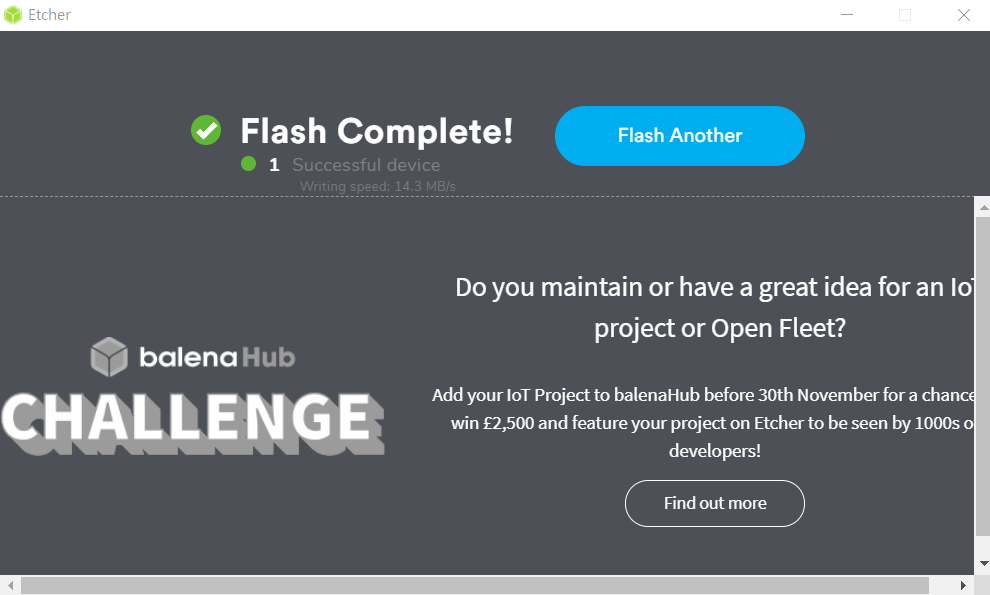 Etcher
Flash Complete!
1 Successful device
Writing speed: 14.3 MB/s
Flash Another
balenaHub
CHALLENGE
Do you maintain or have a great idea for an Io
project or Open Fleet?
Add your IoT Project to balenaHub before 30th November for a chance
win £2,500 and feature your project on Etcher to be seen by 1000s o
developers!
Find out more